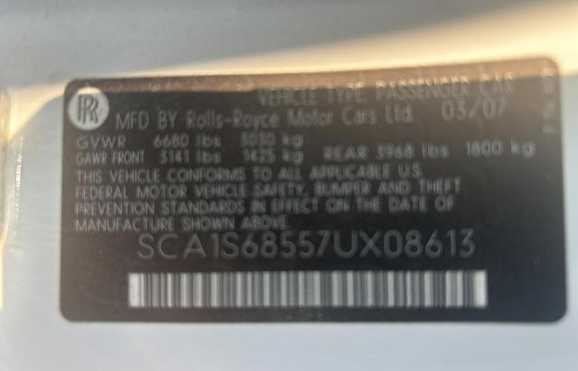 VEHICLE TYPE PASSENGER CAR
RR MFD BY Rolls-Royce Motor Cars Ltd 03/07
GVWR 6680 lbs 3030 kg
GAWR FRONT 3141 lbs 1425 kg REAR 3968 lbs 1800 kg
THIS VEHICLE CONFORMS TO ALL APPLICABLE U.S
FEDERAL MOTOR VEHICLE SAFETY, BUMPER AND THEFT
PREVENTION STANDARDS IN EFFECT ON THE DATE OF
MANUFACTURE SHOWN ABOVE.
SCA1S68557UX08613